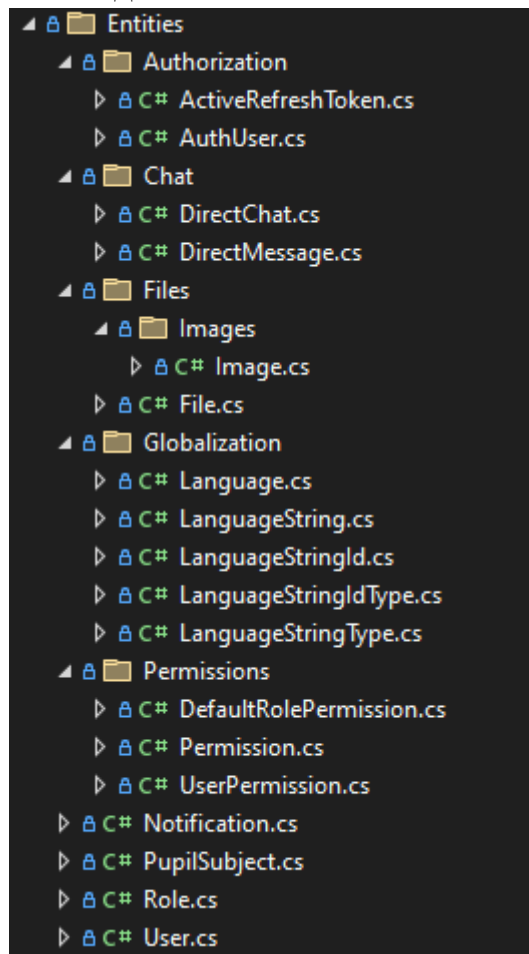 Entities
Authorization
C# ActiveRefreshToken.cs
C# AuthUser.cs
Chat
C# DirectChat.cs
C# DirectMessage.cs
Files
Images
C# Image.cs
C# File.cs
Globalization
C# Language.cs
C# LanguageString.cs
C# LanguageStringId.cs
C# LanguageStringIdType.cs
C# LanguageStringType.cs
Permissions
C# DefaultRolePermission.cs
C# Permission.cs
C# UserPermission.cs
C# Notification.cs
C# PupilSubject.cs
C# Role.cs
C# User.cs